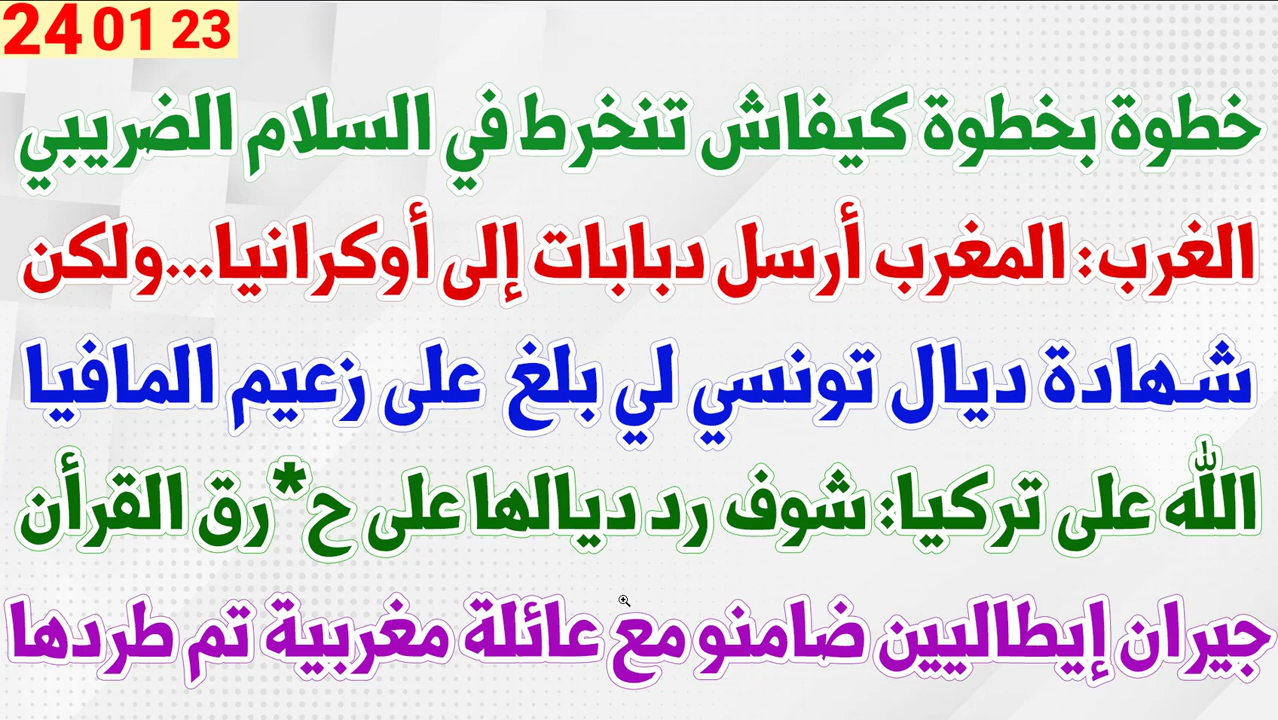 24 01 23
خطوة بخطوة كيفاش تنخرط في السلام الضريبي
الغرب: المغرب أرسل دبابات إلى أوكرانيا...ولكن
شهادة ديال تونسي لي بلغ على زعيم المافيا
الله على تركيا: شوف رد ديالها على ح*رق القرأن
جيران إيطاليين ضامنو مع عائلة مغربية تم طردها